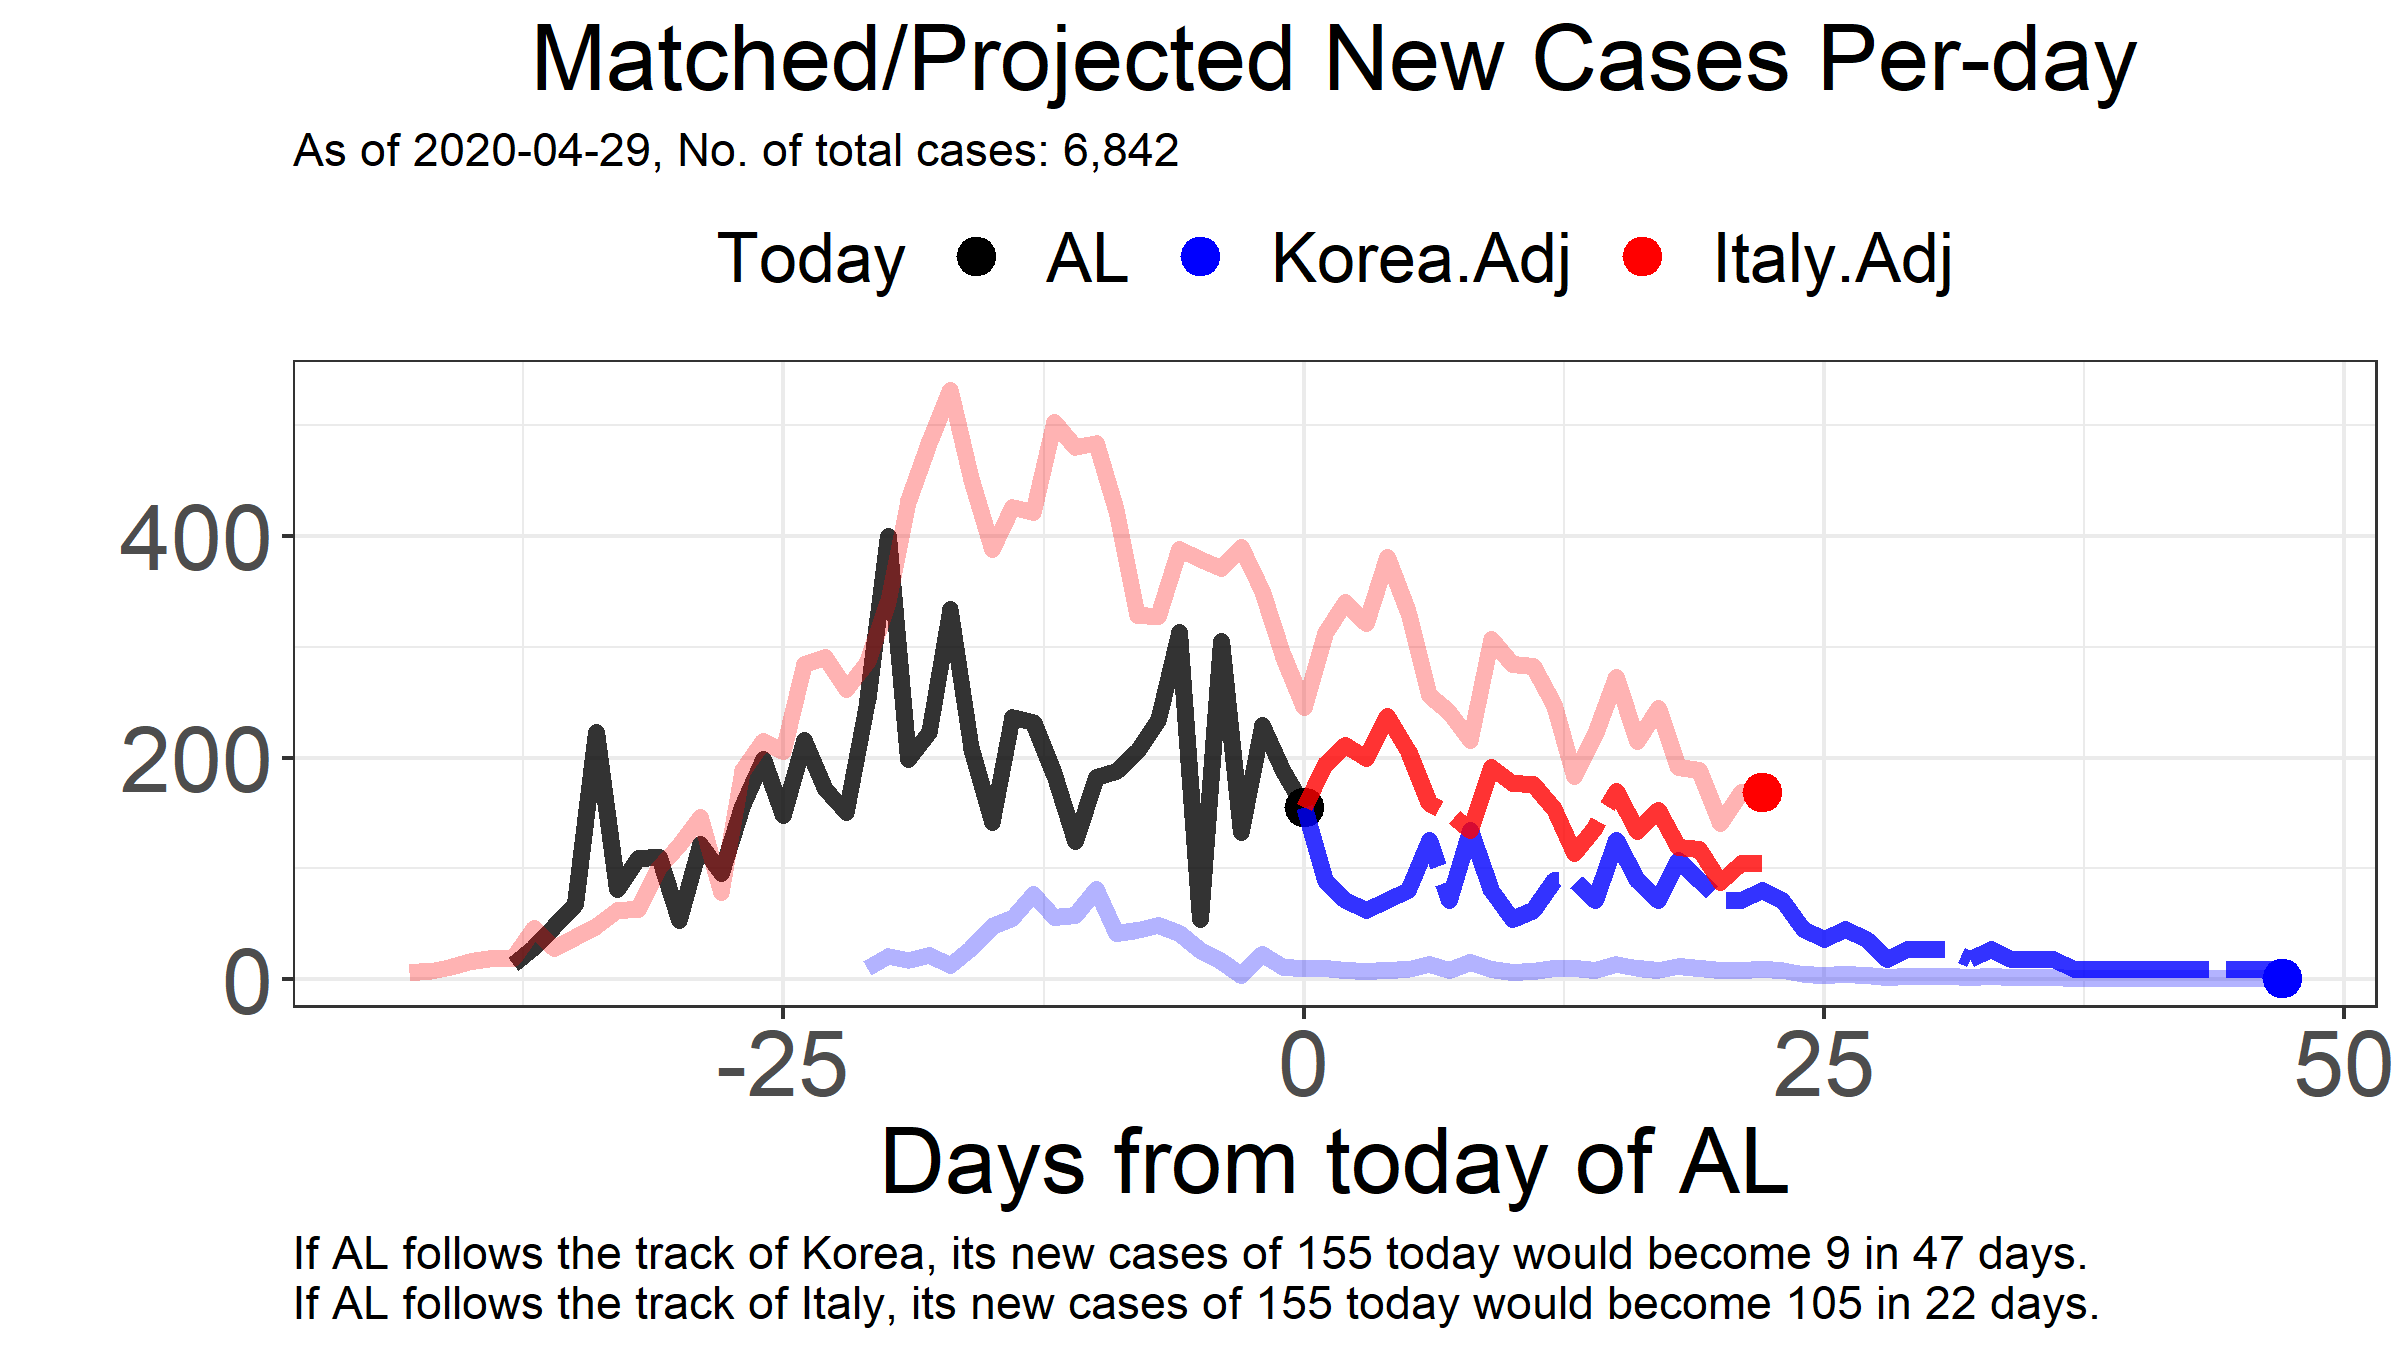 Matched/Projected New Cases Per-day
As of 2020-04-29, No. of total cases: 6,842
Today AL Korea.Adj Italy.Adj
400
200
0
-25 0 25 50
Days from today of AL
If AL follows the track of Korea, its new cases of 155 today would become 9 in 47 days.
If AL follows the track of Italy, its new cases of 155 today would become 105 in 22 days.